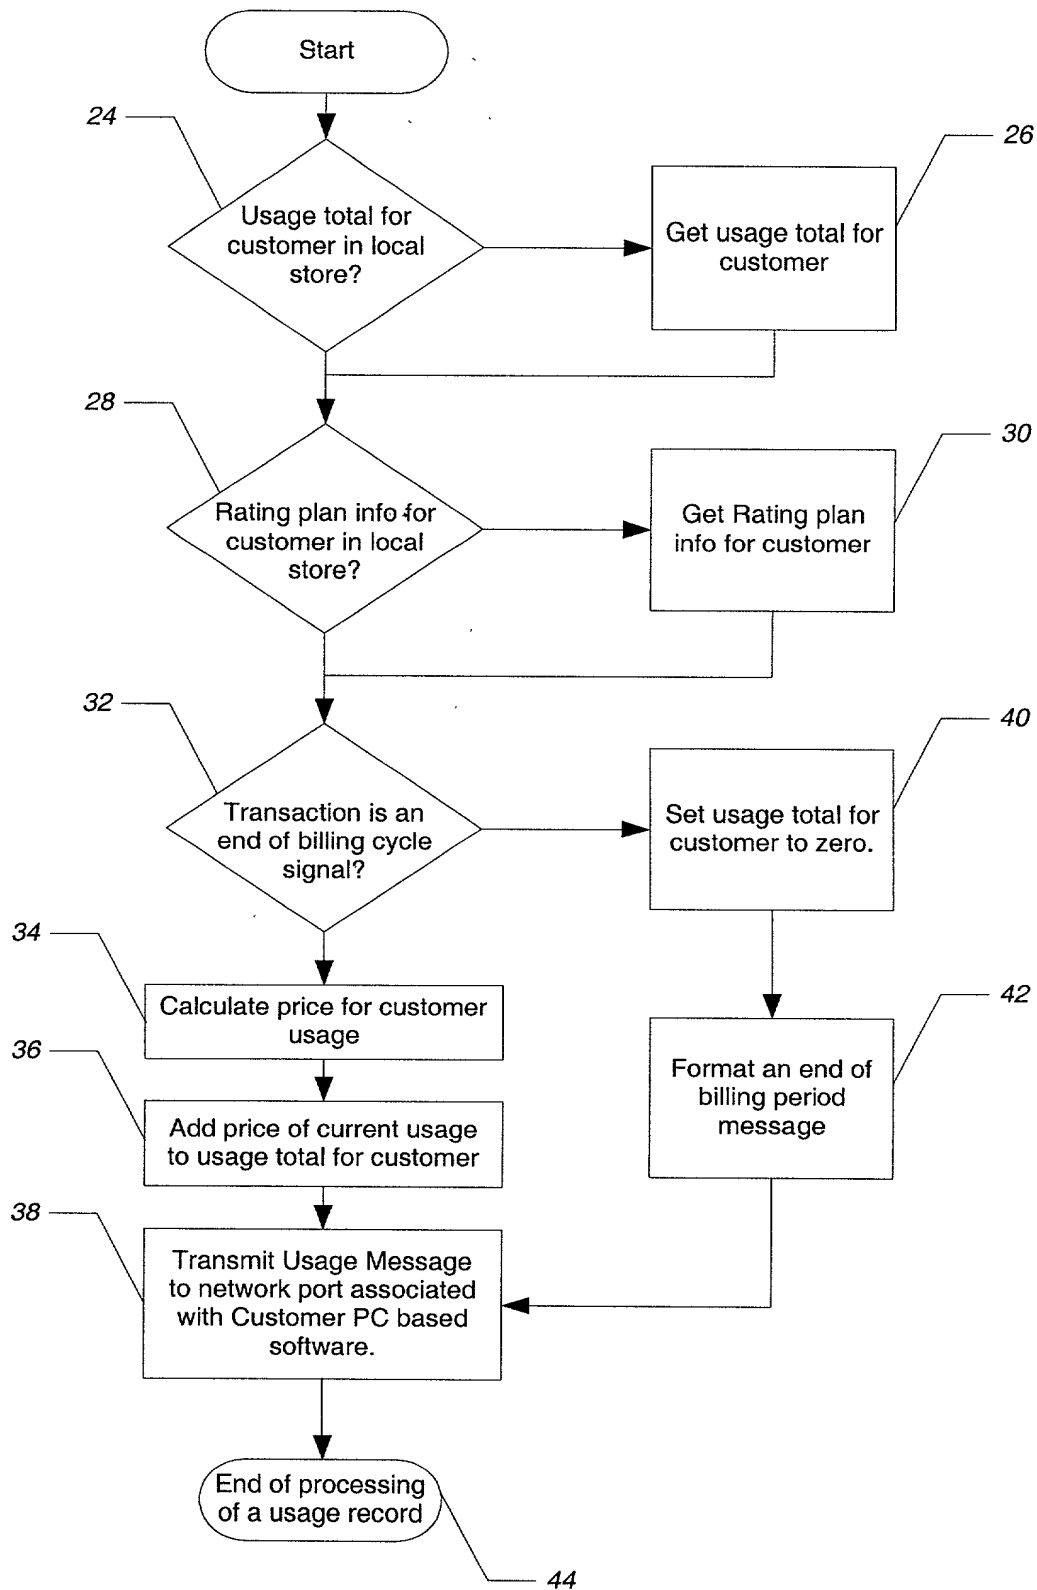 Start
24
26
Usage total for
customer in local
store?
Get usage total for
customer
28
30
Rating plan info for
customer in local
store?
Get Rating plan
info for customer
32
40
Transaction is an
end of billing cycle
signal?
Set usage total for
customer to zero.
34
Calculate price for customer
usage
42
36
Format an end of
billing period
message
Add price of current usage
to usage total for customer
38
Transmit Usage Message
to network port associated
with Customer PC based
software.
End of processing
of a usage record
44